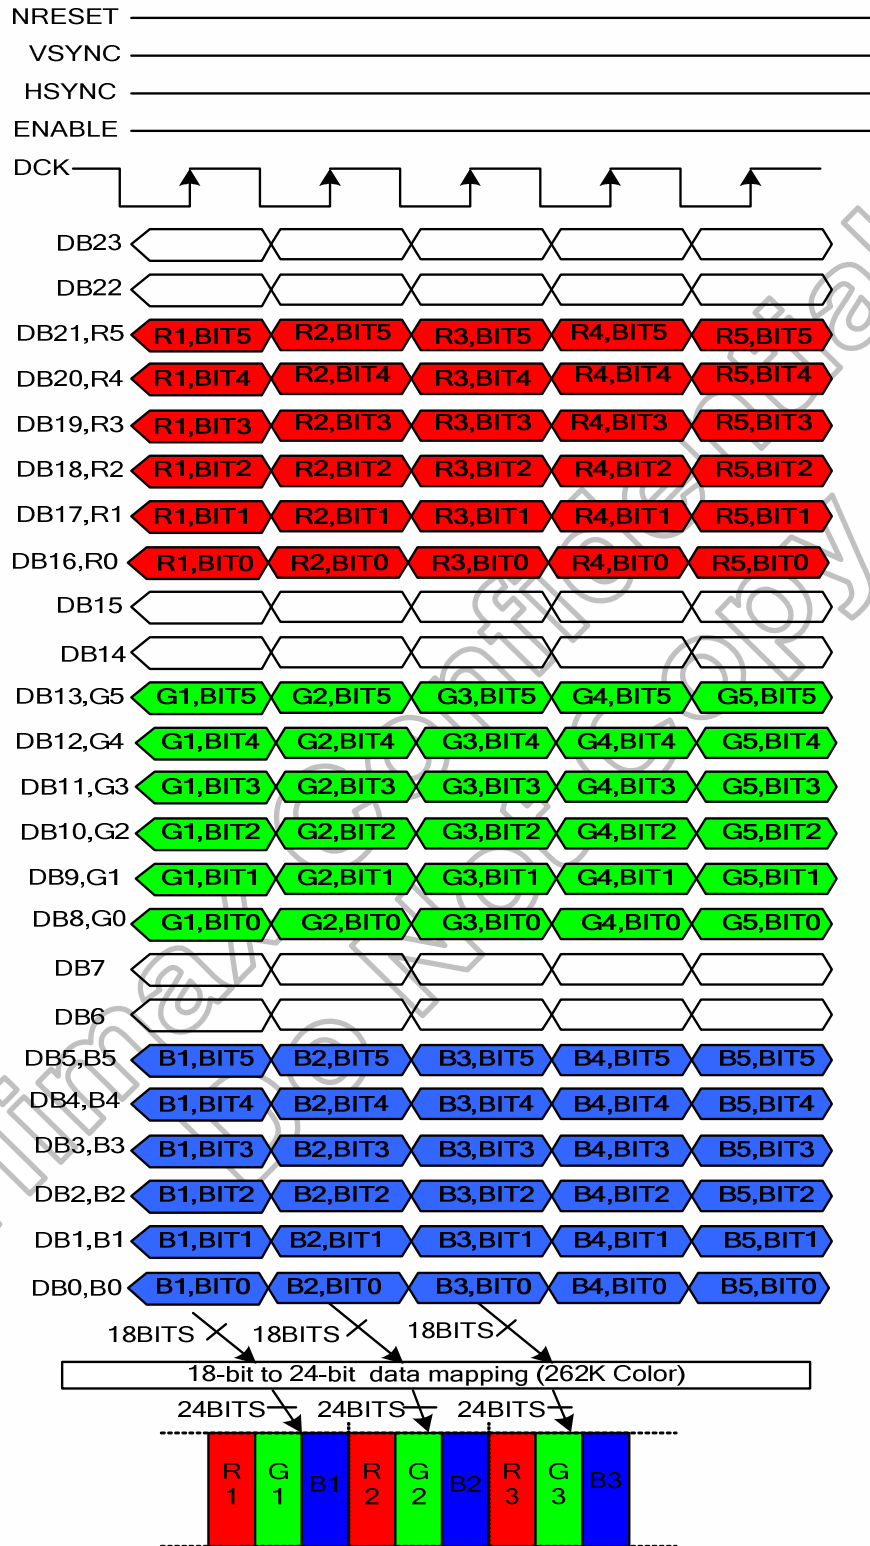 NRESET
VSYNC
HSYNC
ENABLE
DCK
DB23
DB22
DB21,R5 R1,BIT5 R2,BIT5 R3,BIT5 R4,BIT5 R5,BIT5
DB20,R4 R1,BIT4 R2,BIT4 R3,BIT4 R4,BIT4 R5,BIT4
DB19,R3 R1,BIT3 R2,BIT3 R3,BIT3 R4,BIT3 R5,BIT3
DB18,R2 R1,BIT2 R2,BIT2 R3,BIT2 R4,BIT2 R5,BIT2
DB17,R1 R1,BIT1 R2,BIT1 R3,BIT1 R4,BIT1 R5,BIT1
DB16,R0 R1,BIT0 R2,BIT0 R3,BIT0 R4,BIT0 R5,BIT0
DB15
DB14
DB13,G5 G1,BIT5 G2,BIT5 G3,BIT5 G4,BIT5 G5,BIT5
DB12,G4 G1,BIT4 G2,BIT4 G3,BIT4 G4,BIT4 G5,BIT4
DB11,G3 G1,BIT3 G2,BIT3 G3,BIT3 G4,BIT3 G5,BIT3
DB10,G2 G1,BIT2 G2,BIT2 G3,BIT2 G4,BIT2 G5,BIT2
DB9,G1 G1,BIT1 G2,BIT1 G3,BIT1 G4,BIT1 G5,BIT1
DB8,G0 G1,BIT0 G2,BIT0 G3,BIT0 G4,BIT0 G5,BIT0
DB7
DB6
DB5,B5 B1,BIT5 B2,BIT5 B3,BIT5 B4,BIT5 B5,BIT5
DB4,B4 B1,BIT4 B2,BIT4 B3,BIT4 B4,BIT4 B5,BIT4
DB3,B3 B1,BIT3 B2,BIT3 B3,BIT3 B4,BIT3 B5,BIT3
DB2,B2 B1,BIT2 B2,BIT2 B3,BIT2 B4,BIT2 B5,BIT2
DB1,B1 B1,BIT1 B2,BIT1 B3,BIT1 B4,BIT1 B5,BIT1
DB0,B0 B1,BIT0 B2,BIT0 B3,BIT0 B4,BIT0 B5,BIT0
18BITS 18BITS 18BITS
18-bit to 24-bit data mapping (262K Color)
24BITS 24BITS 24BITS
R1 G1 B1 R2 G2 B2 R3 G3 B3
imax Confidential
Do Not Copy